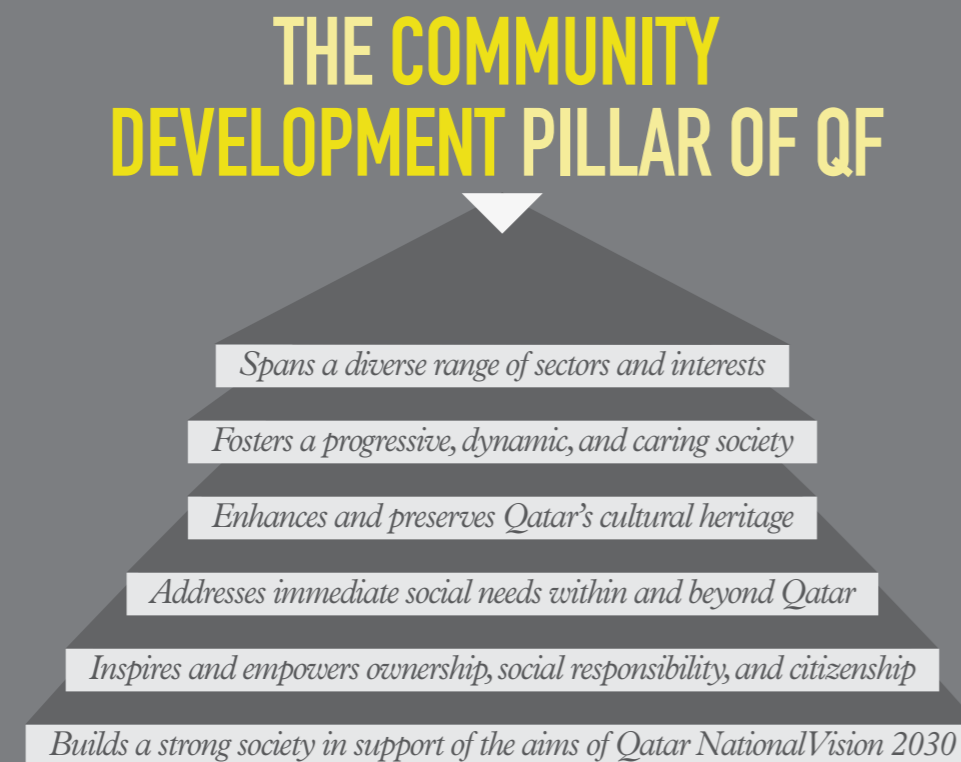 THE COMMUNITY
DEVELOPMENT PILLAR OF QF
Spans a diverse range of sectors and interests
Fosters a progressive, dynamic, and caring society
Enhances and preserves Qatar's cultural heritage
Addresses immediate social needs within and beyond Qatar
Inspires and empowers ownership, social responsibility, and citizenship
Builds a strong society in support of the aims of Qatar National Vision 2030